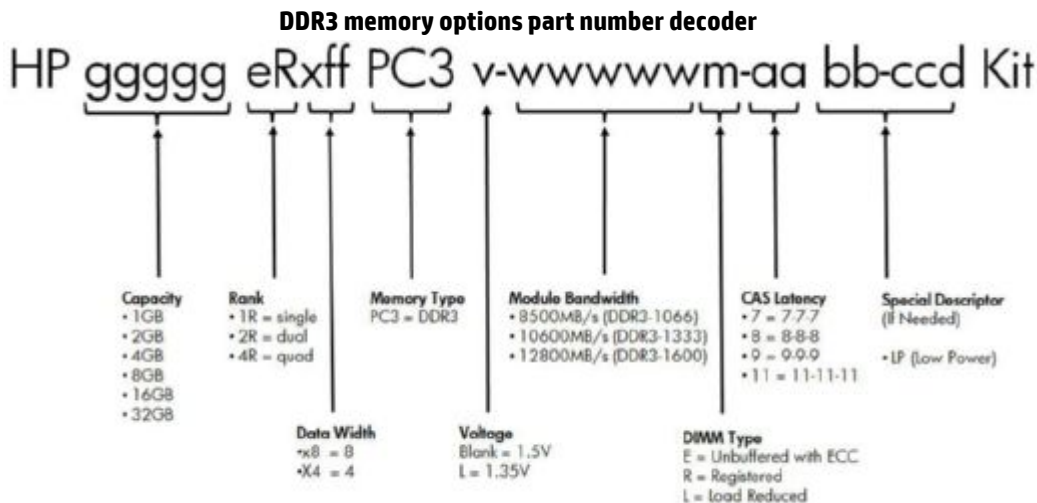 DDR3 memory options part number decoder
HP ggggg eRxff PC3 v-wwwwwm-aa bb-ccd Kit
Capacity
• 1GB
• 2GB
• 4GB
• 8GB
• 16GB
• 32GB
Rank
• 1R = single
• 2R = dual
• 4R = quad
Memory Type
PC3 = DDR3
Module Bandwidth
• 8500MB/s (DDR3-1066)
• 10600MB/s (DDR3-1333)
• 12800MB/s (DDR3-1600)
CAS Latency
• 7 = 7-7-7
• 8 = 8-8-8
• 9 = 9-9-9
• 11 = 11-11-11
Special Descriptor
(If Needed)
• LP (Low Power)
Data Width
•x8 = 8
•X4 = 4
Voltage
Blank = 1.5V
L = 1.35V
DIMM Type
E = Unbuffered with ECC
R = Registered
L = Load Reduced